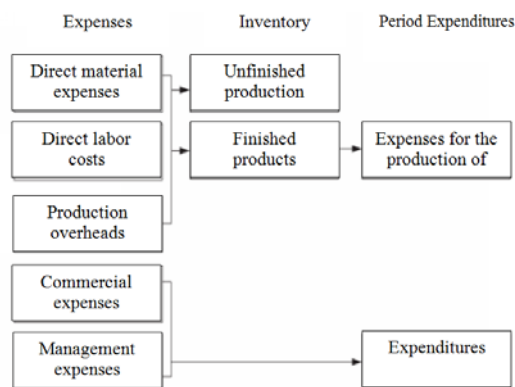 Expenses
Inventory
Period Expenditures
Direct material
expenses
Unfinished
production
Direct labor
costs
Finished
products
Expenses for the
production of
Production
overheads
Commercial
expenses
Management
expenses
Expenditures